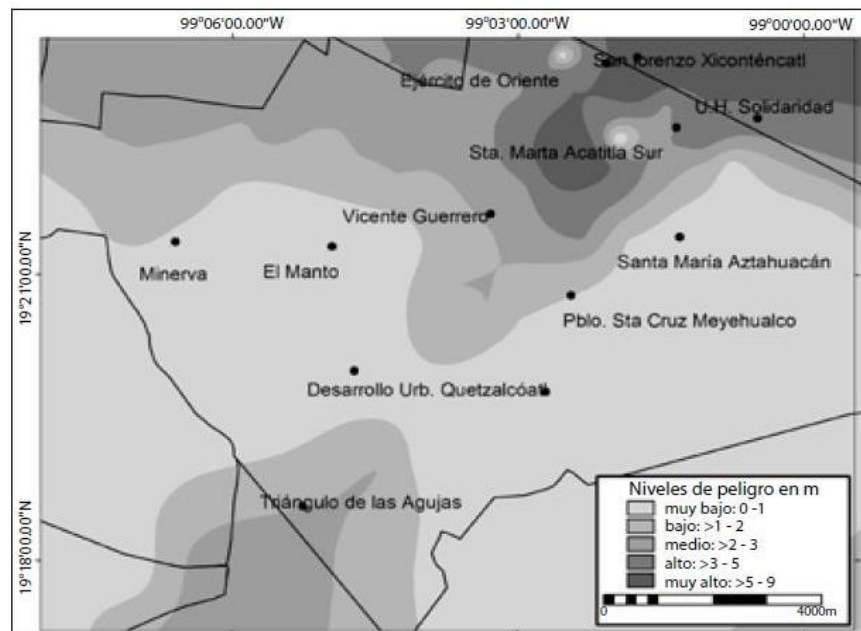 99°06'00.00"W 99°03'00.00"W 99°00'00.00"W
San lorenzo Xiconténcatl
Ejército de Oriente
U.H. Solidaridad
Sta. Marta Acatitla Sur
Vicente Guerrero
Santa María Aztahuacán
Minerva
El Manto
19°21'00.00"N
Pblo. Sta Cruz Meyehualco
Desarrollo Urb. Quetzalcóatl
Triángulo de las Agujas
19°18'00.00"N
Niveles de peligro en m
muy bajo: 0 -1
bajo: >1 - 2
medio: >2 - 3
alto: >3 - 5
muy alto: >5 - 9
0 4000m